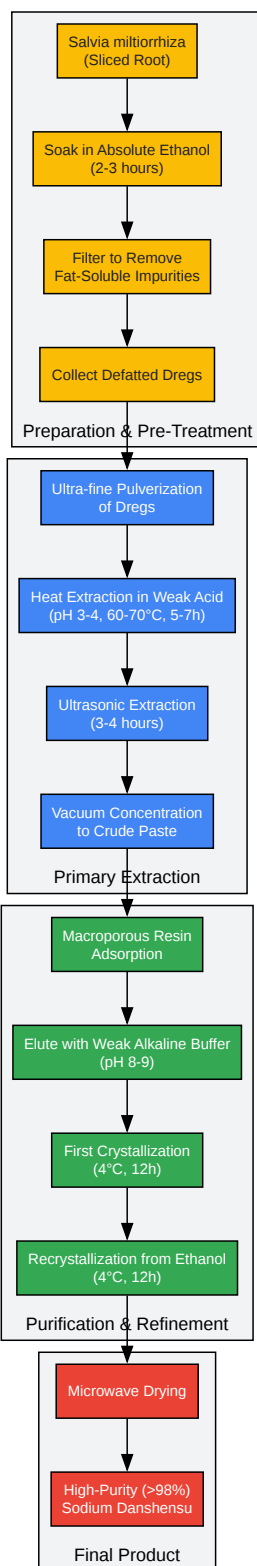 Salvia miltiorrhiza
(Sliced Root)
Soak in Absolute Ethanol
(2-3 hours)
Filter to Remove
Fat-Soluble Impurities
Collect Defatted Dregs
Preparation & Pre-Treatment
Ultra-fine Pulverization
of Dregs
Heat Extraction in Weak Acid
(pH 3-4, 60-70°C, 5-7h)
Ultrasonic Extraction
(3-4 hours)
Vacuum Concentration
to Crude Paste
Primary Extraction
Macroporous Resin
Adsorption
Elute with Weak Alkaline Buffer
(pH 8-9)
First Crystallization
(4°C, 12h)
Recrystallization from Ethanol
(4°C, 12h)
Purification & Refinement
Microwave Drying
High-Purity (>98%)
Sodium Danshensu
Final Product